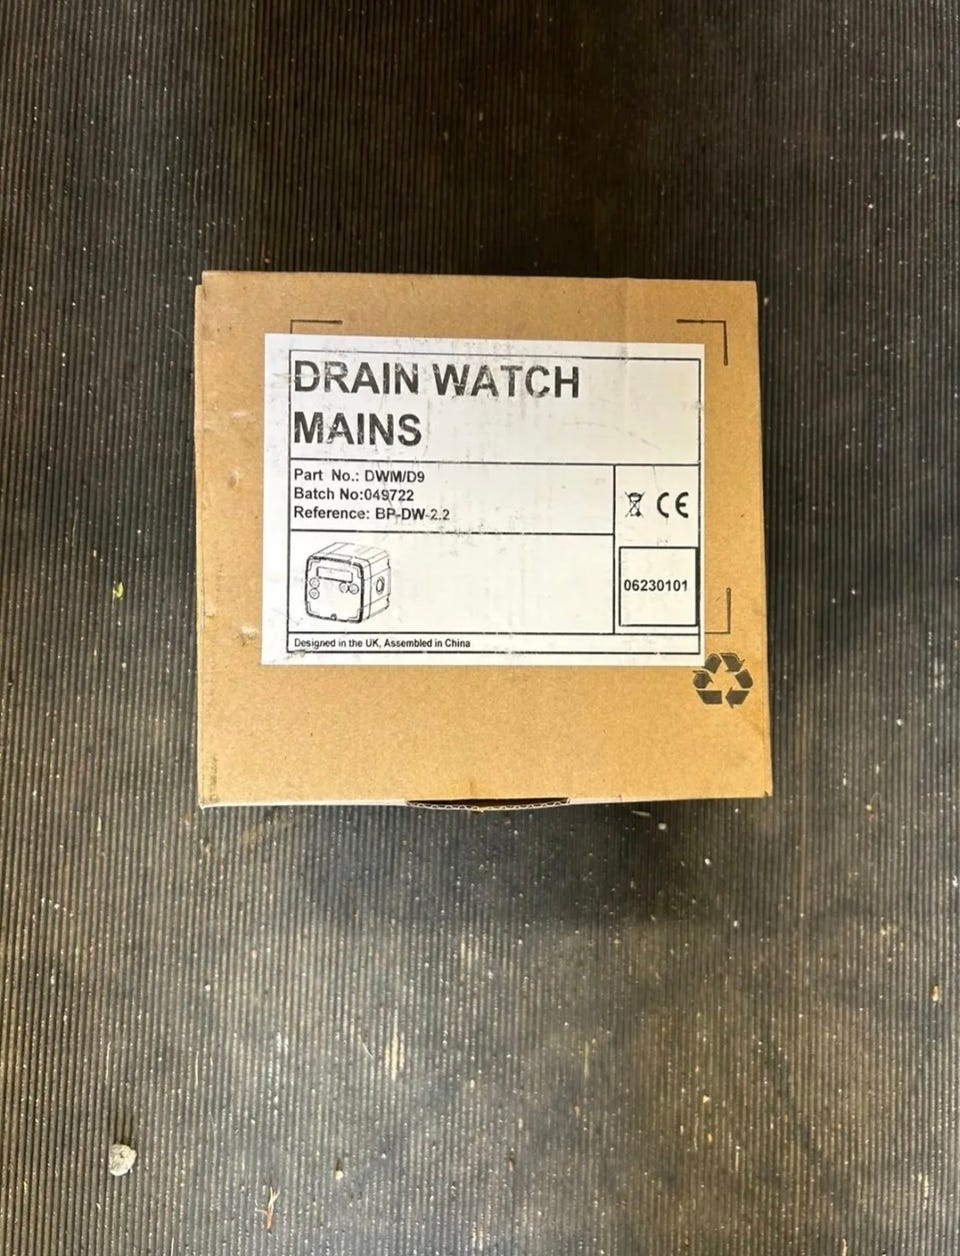 DRAIN WATCH
MAINS
Part No.: DWM/D9
Batch No:049722
Reference: BP-DW-2.2
CE
06230101
Designed in the UK, Assembled in China